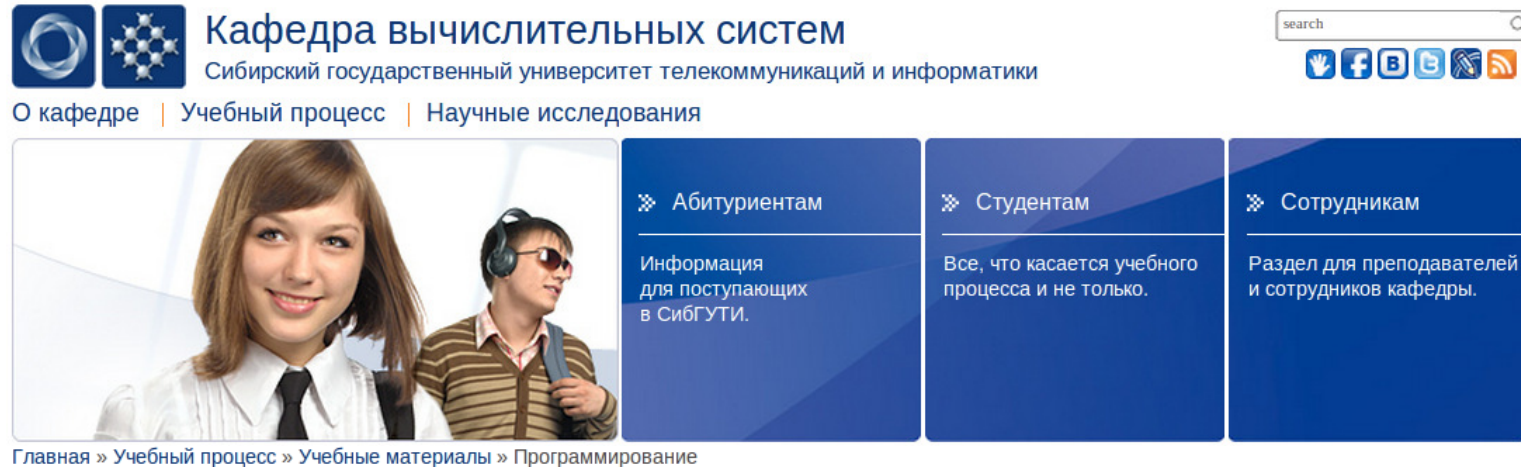 Кафедра вычислительных систем
search
Сибирский государственный университет телекоммуникаций и информатики
О кафедре | Учебный процесс | Научные исследования
Абитуриентам
Информация
для поступающих
в СибГУТИ.
Студентам
Все, что касается учебного
процесса и не только.
Сотрудникам
Раздел для преподавателей
и сотрудников кафедры.
Главная » Учебный процесс » Учебные материалы » Программирование